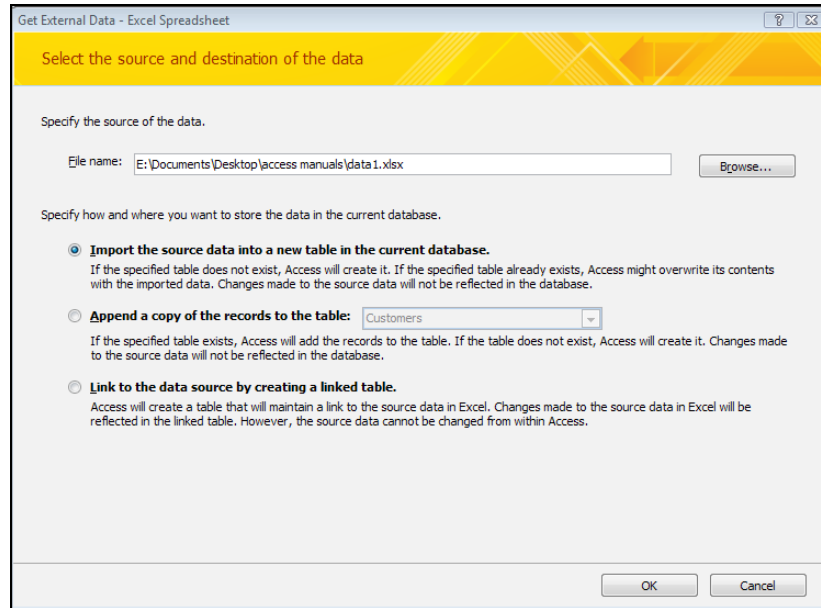 Get External Data - Excel Spreadsheet
Select the source and destination of the data
Specify the source of the data.
File name: E:\Documents\Desktop\access manuals\data1.xlsx Browse...
Specify how and where you want to store the data in the current database.
Import the source data into a new table in the current database.
If the specified table does not exist, Access will create it. If the specified table already exists, Access might overwrite its contents
with the imported data. Changes made to the source data will not be reflected in the database.
Append a copy of the records to the table: Customers
If the specified table exists, Access will add the records to the table. If the table does not exist, Access will create it. Changes made
to the source data will not be reflected in the database.
Link to the data source by creating a linked table.
Access will create a table that will maintain a link to the source data in Excel. Changes made to the source data in Excel will be
reflected in the linked table. However, the source data cannot be changed from within Access.
OK Cancel